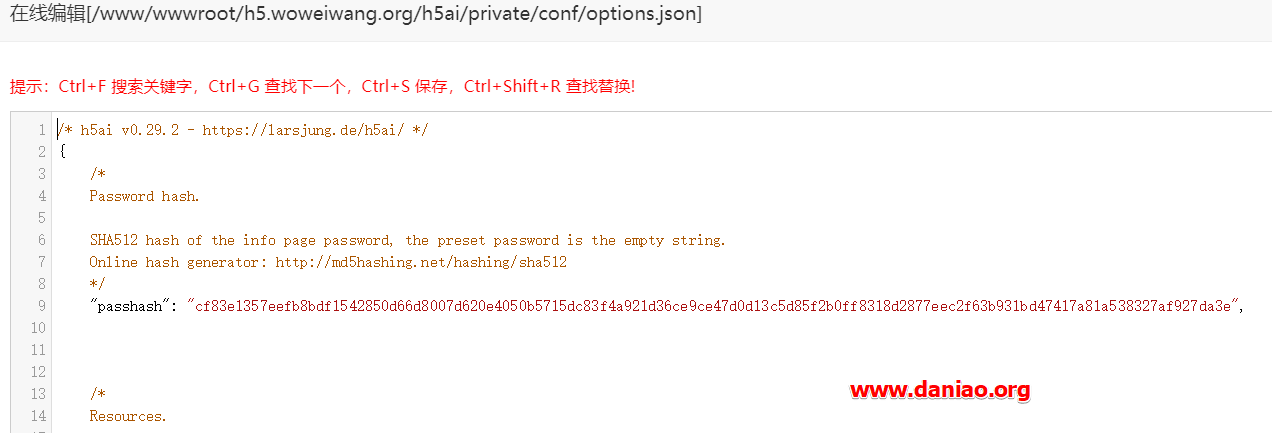 在线编辑[/www/wwwroot/h5.woweiwang.org/h5ai/private/conf/options.json]
提示：Ctrl+F 搜索关键字，Ctrl+G 查找下一个，Ctrl+S 保存，Ctrl+Shift+R 查找替换!
1 /* h5ai v0.29.2 - https://larsjung.de/h5ai/ */
2 {
3 /*
4 Password hash.
5
6 SHA512 hash of the info page password, the preset password is the empty string.
7 Online hash generator: http://md5hashing.net/hashing/sha512
8 */
9 "passhash": "cf83e1357eefb8bdf1542850d66d8007d620e4050b5715dc83f4a921d36ce9ce47d0d13c5d85f2b0ff8318d2877eec2f63b931bd47417a81a538327af927da3e",
10
11
12
13 /*
14 Resources.
www.daniao.org